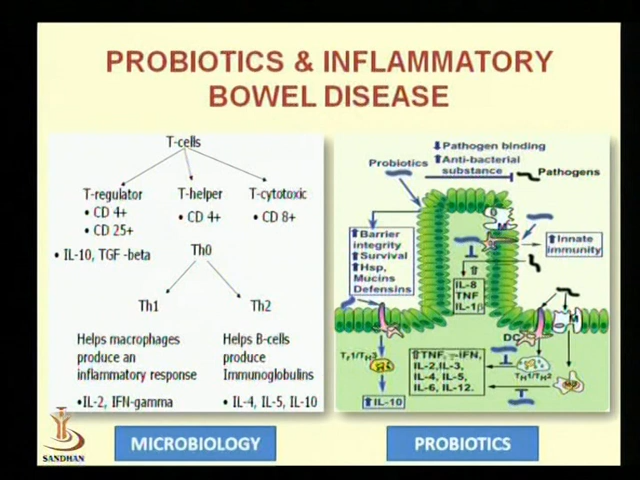 PROBIOTICS & INFLAMMATORY
BOWEL DISEASE
T-cells
T-regulator
• CD 4+
• CD 25+
• IL-10, TGF -beta
T-helper
• CD 4+
T-cytotoxic
• CD 8+
Th0
Th1
Th2
Helps macrophages
produce an
inflammatory response
•IL-2, IFN-gamma
Helps B-cells
produce
Immunoglobulins
• IL-4, IL-5, IL-10
Probiotics
Pathogen binding
Anti-bacterial
substance
Pathogens
Barrier
integrity
Survival
Hsp,
Mucins
Defensins
M
Innate
immunity
IL-8
TNF
IL-1β
DC
M
TNF, γ-IFN,
IL-2,IL-3,
IL-4, IL-5,
IL-6, IL-12.
Tr1/TH3
TH1/TH2
IL-10
SANDHAN
MICROBIOLOGY
PROBIOTICS